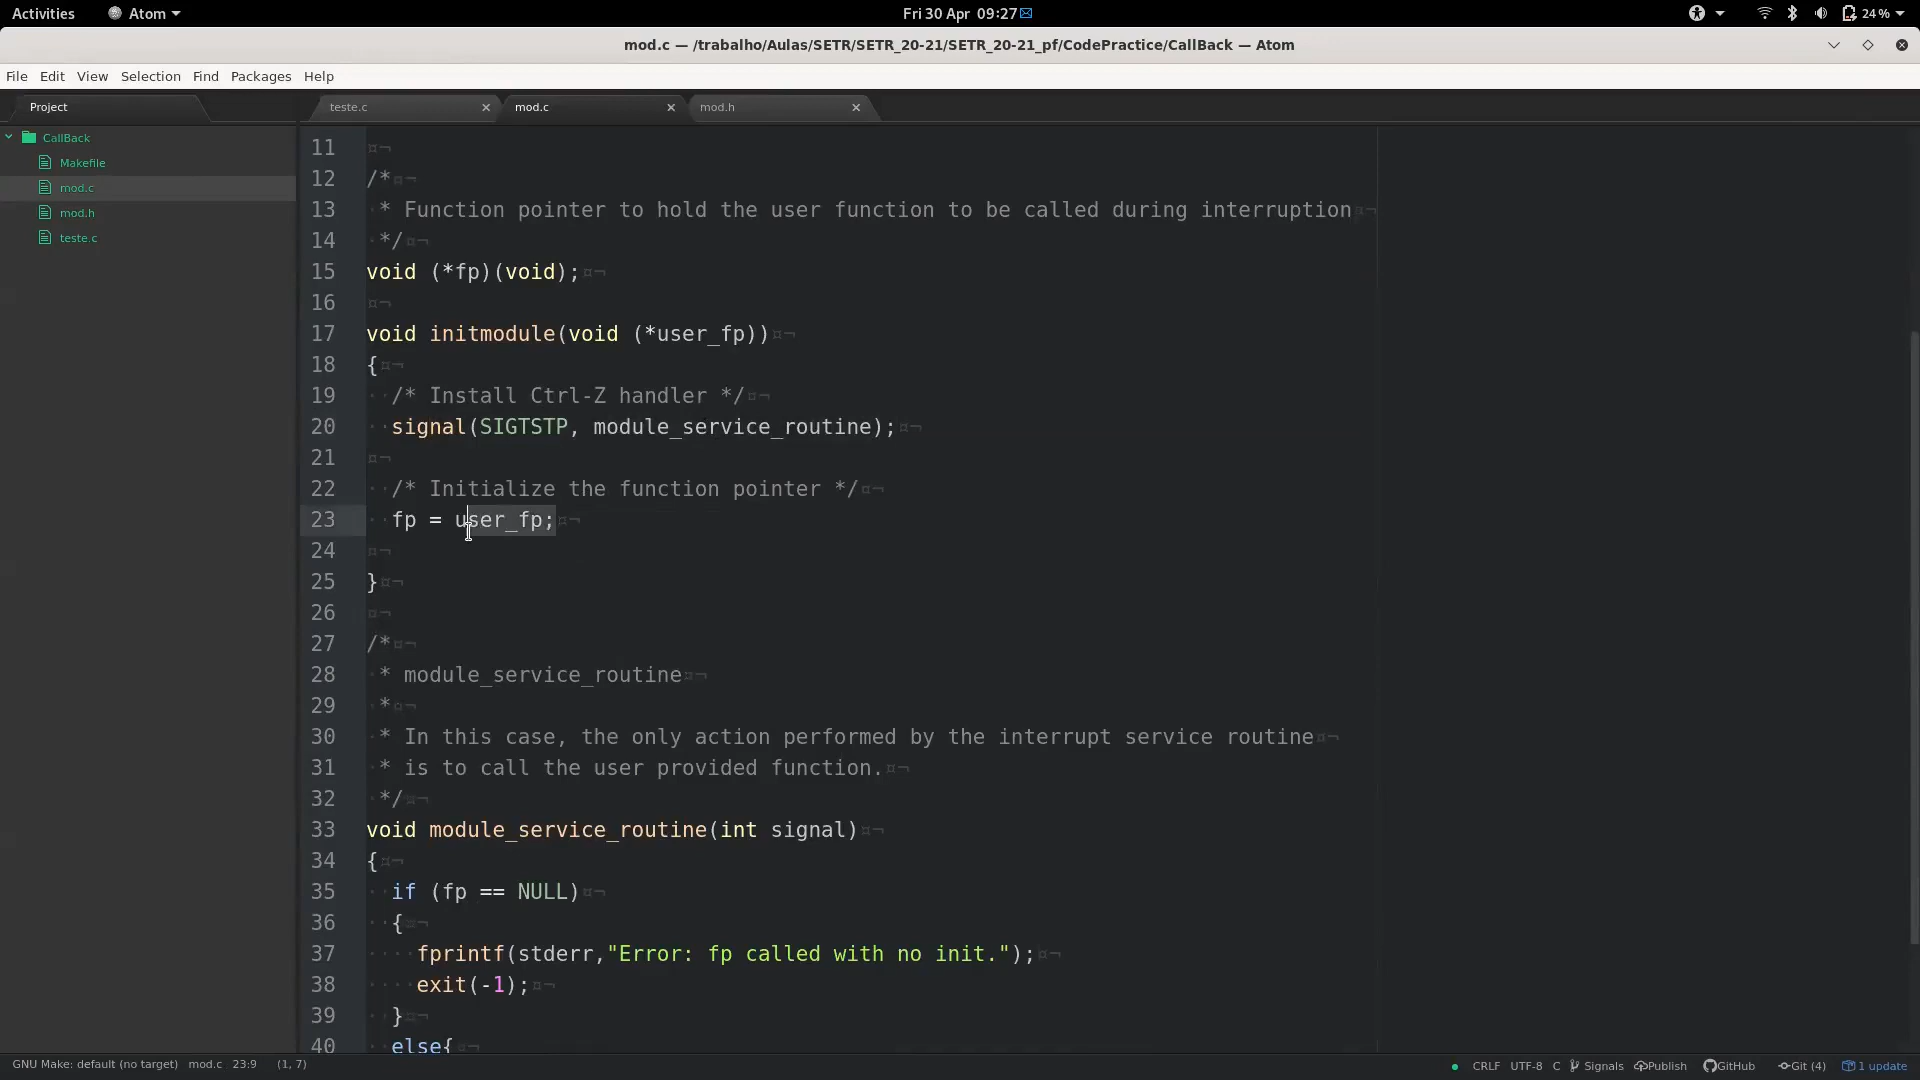 Activities Atom Fri 30 Apr 09:27 24 %
mod.c — /trabalho/Aulas/SETR/SETR_20-21/SETR_20-21_pf/CodePractice/CallBack — Atom
File Edit View Selection Find Packages Help
Project
CallBack
Makefile
mod.c
mod.h
teste.c
teste.c mod.c mod.h
11
12 /*
13 * Function pointer to hold the user function to be called during interruption
14 */
15 void (*fp)(void);
16
17 void initmodule(void (*user_fp))
18 {
19 /* Install Ctrl-Z handler */
20 signal(SIGTSTP, module_service_routine);
21
22 /* Initialize the function pointer */
23 fp = user_fp;
24
25 }
26
27 /*
28 * module_service_routine
29 *
30 * In this case, the only action performed by the interrupt service routine
31 * is to call the user provided function.
32 */
33 void module_service_routine(int signal)
34 {
35 if (fp == NULL)
36 {
37 fprintf(stderr,"Error: fp called with no init.");
38 exit(-1);
39 }
40 else{
GNU Make: default (no target) mod.c 23:9 (1, 7) CRLF UTF-8 C Signals Publish GitHub Git (4) 1 update